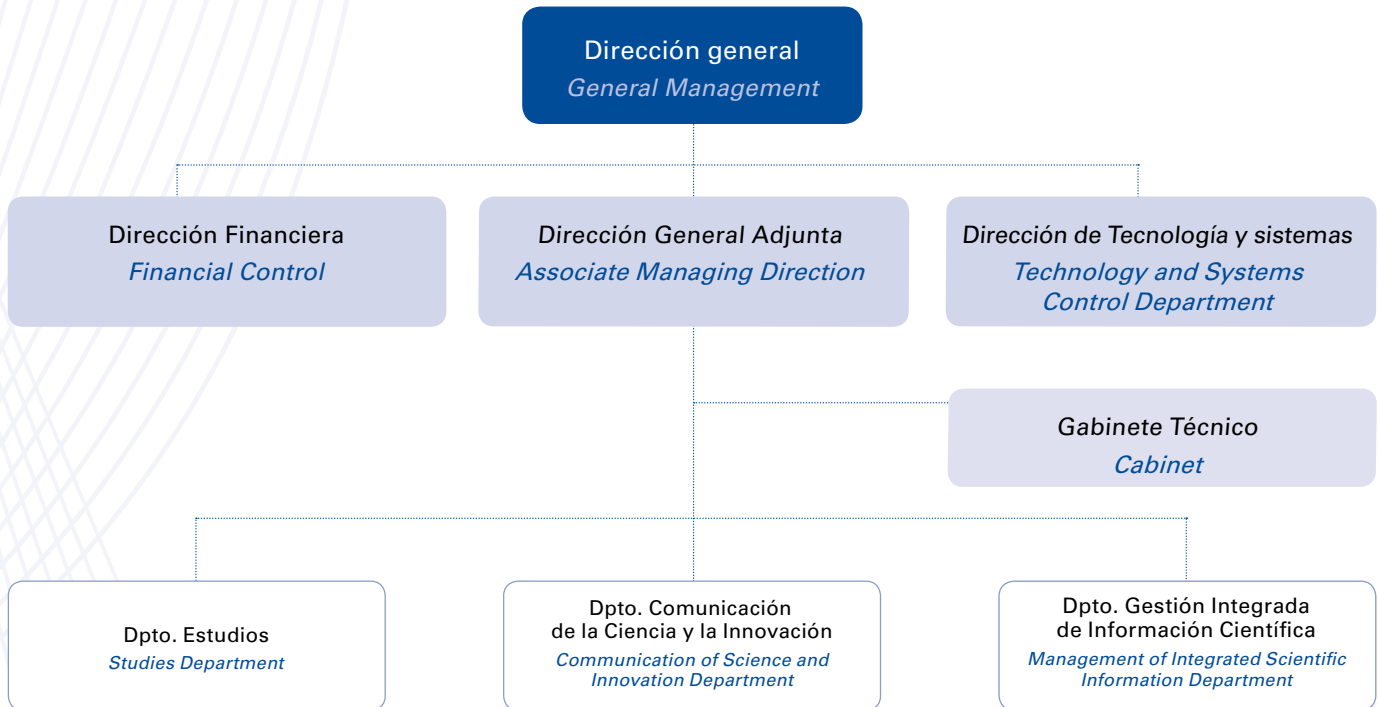 Dirección general
General Management
Dirección Financiera
Financial Control
Dirección General Adjunta
Associate Managing Direction
Dirección de Tecnología y sistemas
Technology and Systems
Control Department
Gabinete Técnico
Cabinet
Dpto. Estudios
Studies Department
Dpto. Comunicación
de la Ciencia y la Innovación
Communication of Science and
Innovation Department
Dpto. Gestión Integrada
de Información Científica
Management of Integrated Scientific
Information Department